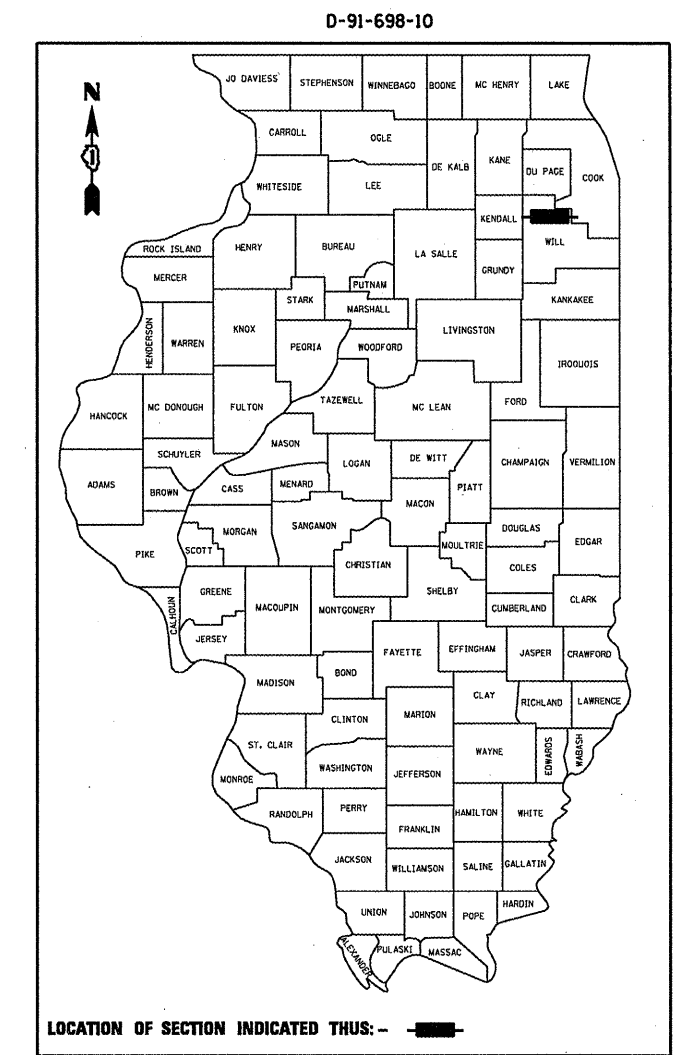 D-91-698-10
JO DAVIESS
STEPHENSON
WINNEBAGO
BOONE
MC HENRY
LAKE
N
CARROLL
OGLE
DE KALB
KANE
DU PAGE
COOK
WHITESIDE
LEE
KENDALL
WILL
ROCK ISLAND
HENRY
BUREAU
LA SALLE
GRUNDY
MERCER
PUTNAM
STARK
MARSHALL
KANKAKEE
HENDERSON
WARREN
KNOX
PEORIA
WOODFORD
LIVINGSTON
IROQUOIS
HANCOCK
MC DONOUGH
FULTON
TAZEWELL
MC LEAN
FORD
SCHUYLER
MASON
LOGAN
DE WITT
CHAMPAIGN
VERMILION
ADAMS
BROWN
CASS
MENARD
MACON
PIATT
PIKE
SCOTT
MORGAN
SANGAMON
CHRISTIAN
MOULTRIE
DOUGLAS
EDGAR
COLES
CALHOUN
GREENE
MACOUPIN
MONTGOMERY
SHELBY
CUMBERLAND
CLARK
JERSEY
FAYETTE
EFFINGHAM
JASPER
CRAWFORD
MADISON
BOND
CLAY
RICHLAND
LAWRENCE
CLINTON
MARION
ST. CLAIR
WAYNE
EDWARDS
WABASH
MONROE
WASHINGTON
JEFFERSON
RANDOLPH
PERRY
HAMILTON
WHITE
FRANKLIN
JACKSON
WILLIAMSON
SALINE
GALLATIN
UNION
JOHNSON
POPE
HARDIN
ALEXANDER
PULASKI
MASSAC
LOCATION OF SECTION INDICATED THUS: -